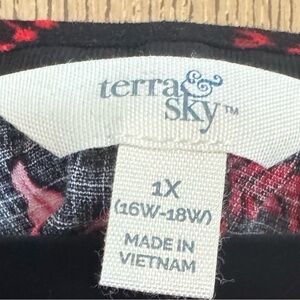 terra&
sky™
1X
(16W-18W)
MADE IN
VIETNAM